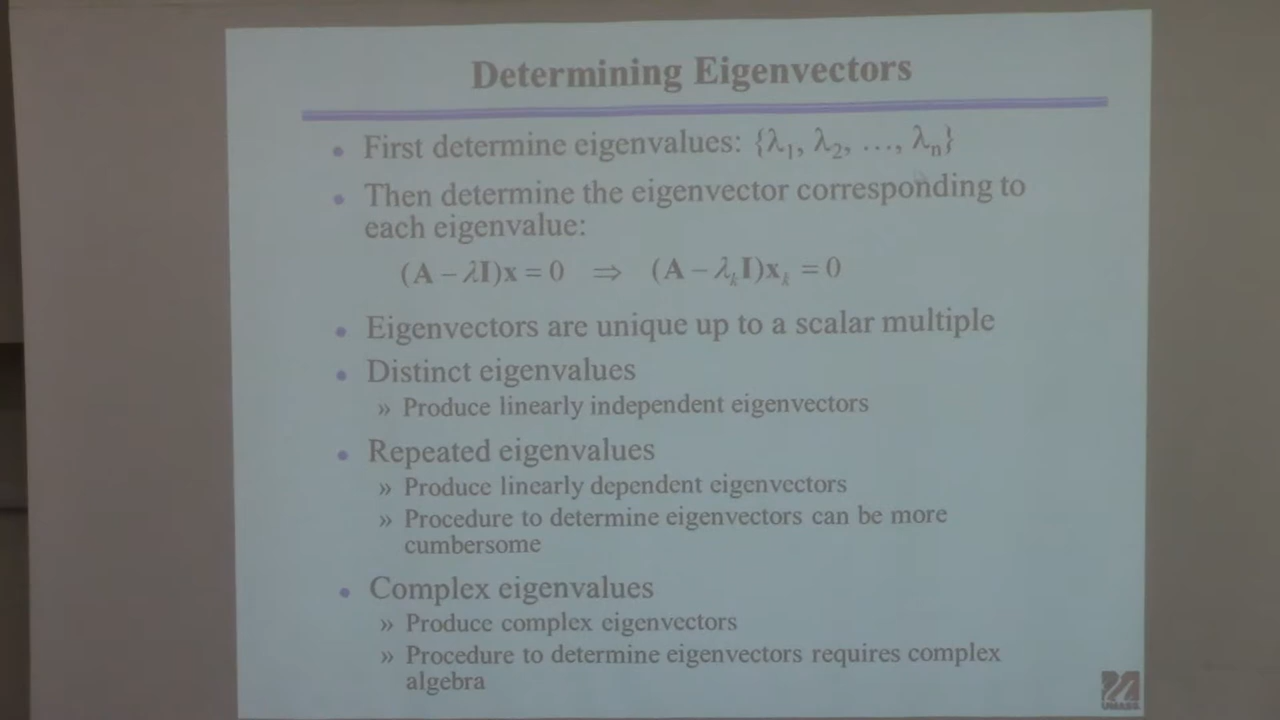 Determining Eigenvectors
• First determine eigenvalues: {λ₁, λ₂, …, λₙ}
• Then determine the eigenvector corresponding to
each eigenvalue:
(A − λI)x = 0 ⇒ (A − λₖI)xₖ = 0
• Eigenvectors are unique up to a scalar multiple
• Distinct eigenvalues
» Produce linearly independent eigenvectors
• Repeated eigenvalues
» Produce linearly dependent eigenvectors
» Procedure to determine eigenvectors can be more
cumbersome
• Complex eigenvalues
» Produce complex eigenvectors
» Procedure to determine eigenvectors requires complex
algebra
UMASS